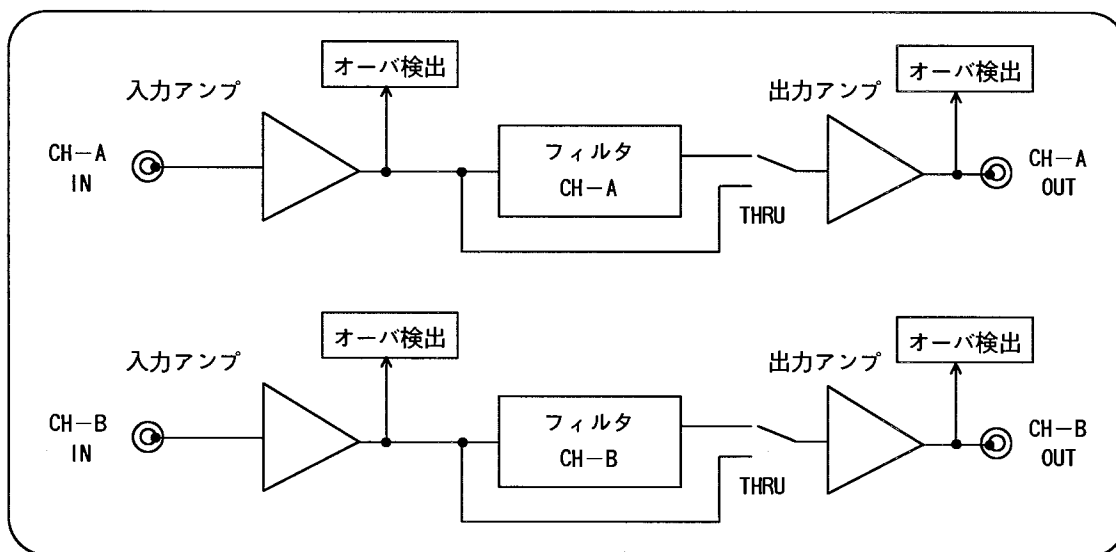 オーバ検出
オーバ検出
入力アンプ
出力アンプ
CH-A
IN
フィルタ
CH-A
THRU
CH-A
OUT
オーバ検出
オーバ検出
入力アンプ
出力アンプ
CH-B
IN
フィルタ
CH-B
THRU
CH-B
OUT